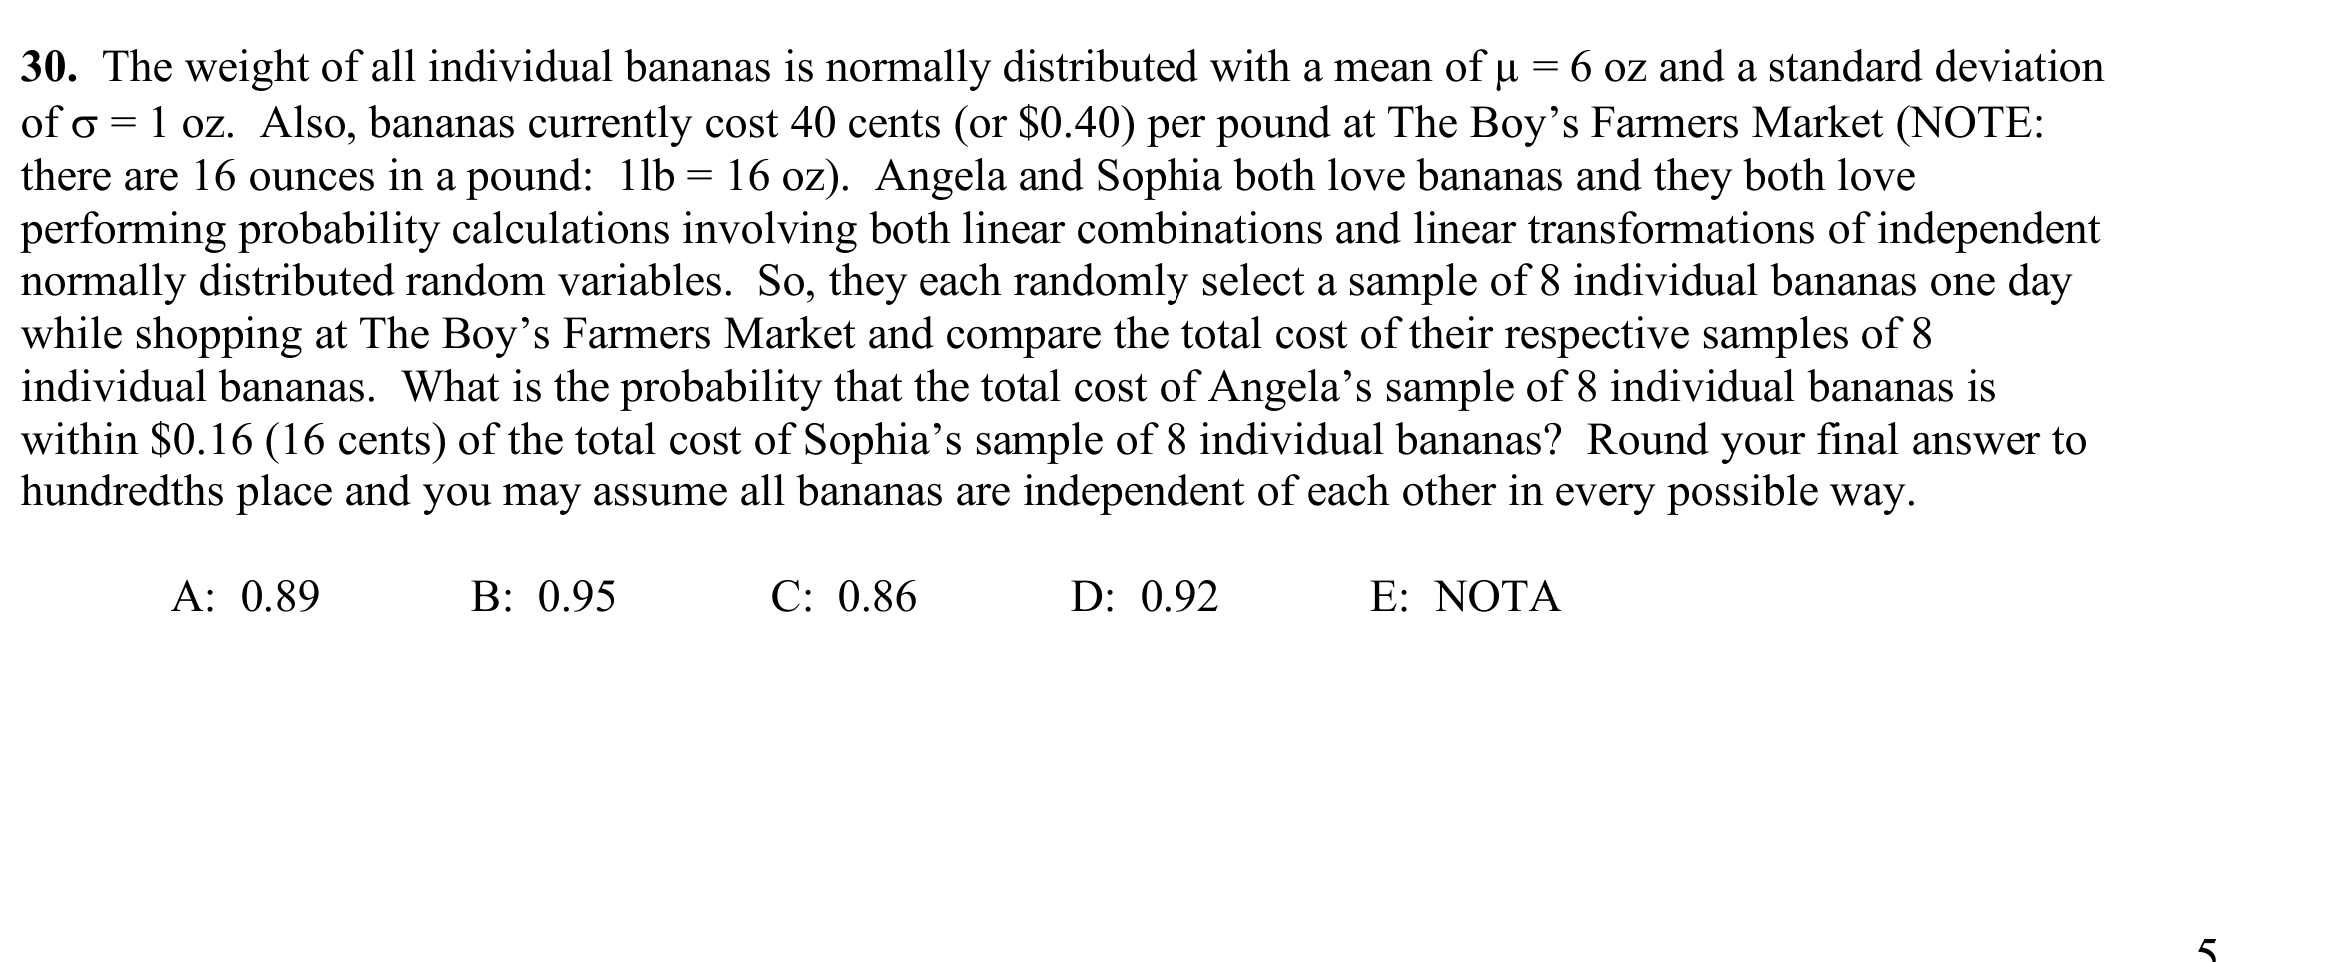 30. The weight of all individual bananas is normally distributed with a mean of μ = 6 oz and a standard deviation
of σ = 1 oz. Also, bananas currently cost 40 cents (or $0.40) per pound at The Boy’s Farmers Market (NOTE:
there are 16 ounces in a pound: 1lb = 16 oz). Angela and Sophia both love bananas and they both love
performing probability calculations involving both linear combinations and linear transformations of independent
normally distributed random variables. So, they each randomly select a sample of 8 individual bananas one day
while shopping at The Boy’s Farmers Market and compare the total cost of their respective samples of 8
individual bananas. What is the probability that the total cost of Angela’s sample of 8 individual bananas is
within $0.16 (16 cents) of the total cost of Sophia’s sample of 8 individual bananas? Round your final answer to
hundredths place and you may assume all bananas are independent of each other in every possible way.
A: 0.89 B: 0.95 C: 0.86 D: 0.92 E: NOTA
5